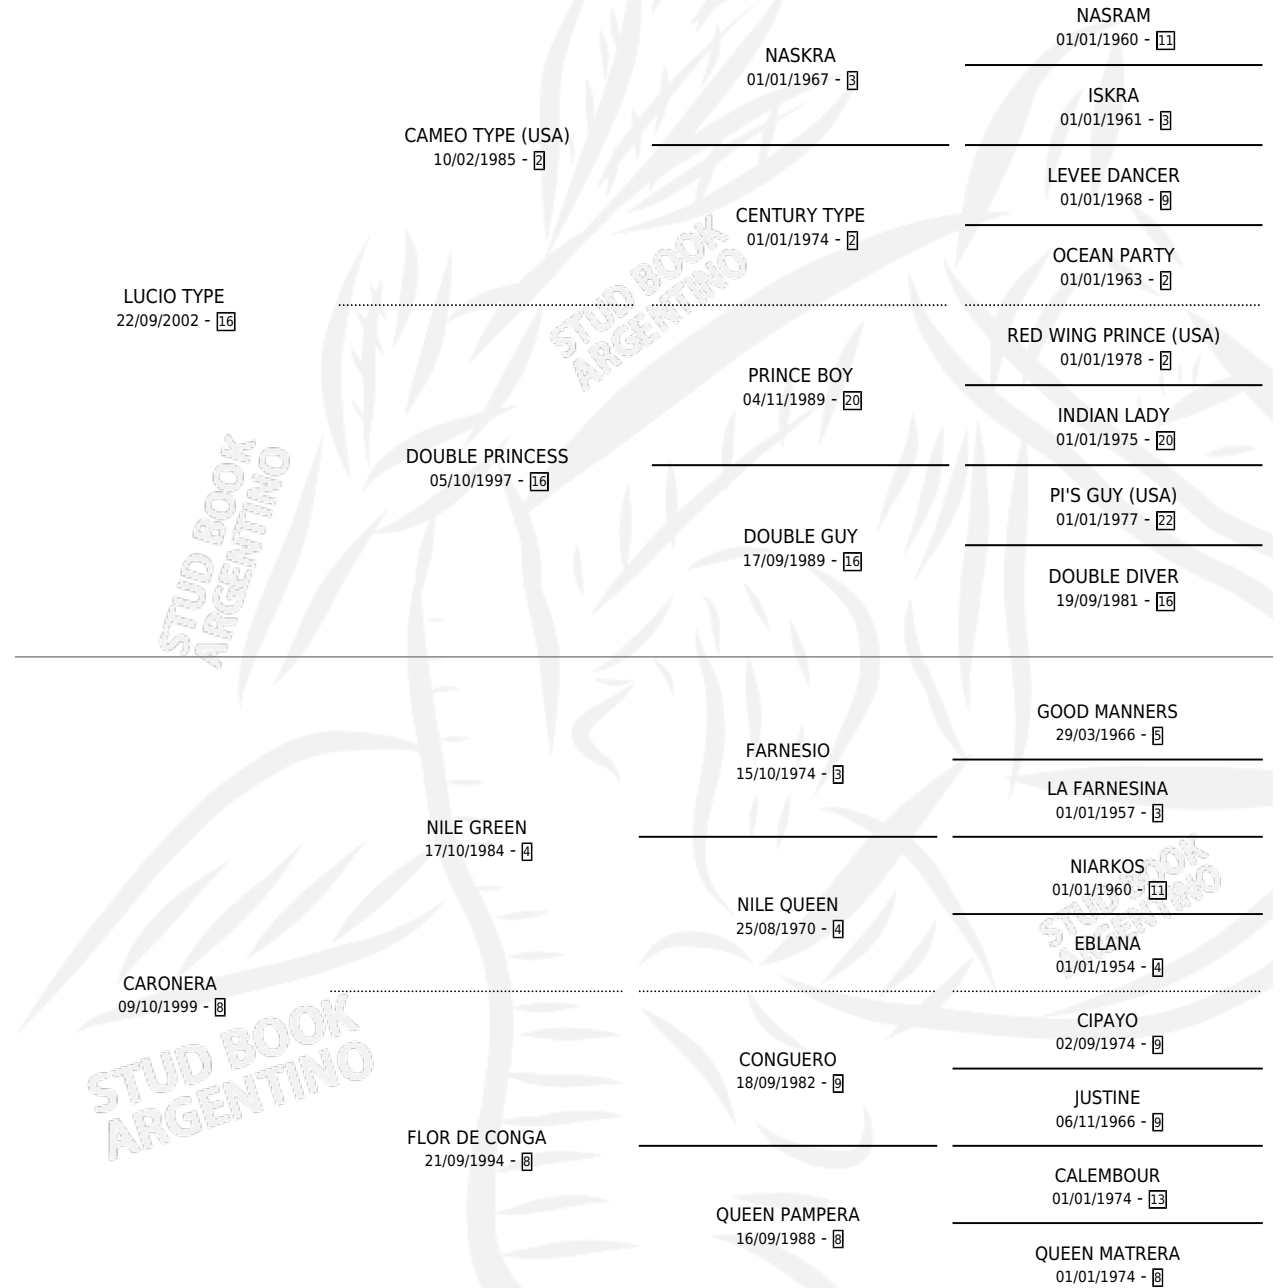 NASRAM
01/01/1960 - 11
NASKRA
01/01/1967 - 3
ISKRA
01/01/1961 - 3
CAMEO TYPE (USA)
10/02/1985 - 2
LEVEE DANCER
01/01/1968 - 9
CENTURY TYPE
01/01/1974 - 2
OCEAN PARTY
01/01/1963 - 2
LUCIO TYPE
22/09/2002 - 16
STUD BOOK
ARGENTINO
RED WING PRINCE (USA)
01/01/1978 - 2
PRINCE BOY
04/11/1989 - 20
INDIAN LADY
01/01/1975 - 20
DOUBLE PRINCESS
05/10/1997 - 16
PI'S GUY (USA)
01/01/1977 - 22
DOUBLE GUY
17/09/1989 - 16
DOUBLE DIVER
19/09/1981 - 16
STUD BOOK
ARGENTINO
GOOD MANNERS
29/03/1966 - 5
FARNESIO
15/10/1974 - 3
LA FARNESINA
01/01/1957 - 3
NILE GREEN
17/10/1984 - 4
NIARKOS
01/01/1960 - 11
NILE QUEEN
25/08/1970 - 4
STUD BOOK
ARGENTINO
EBLANA
01/01/1954 - 4
CARONERA
09/10/1999 - 8
CIPAYO
02/09/1974 - 9
CONGUERO
18/09/1982 - 9
STUD BOOK
ARGENTINO
JUSTINE
06/11/1966 - 9
FLOR DE CONGA
21/09/1994 - 8
CALEMBOUR
01/01/1974 - 13
QUEEN PAMPERA
16/09/1988 - 8
QUEEN MATRERA
01/01/1974 - 8